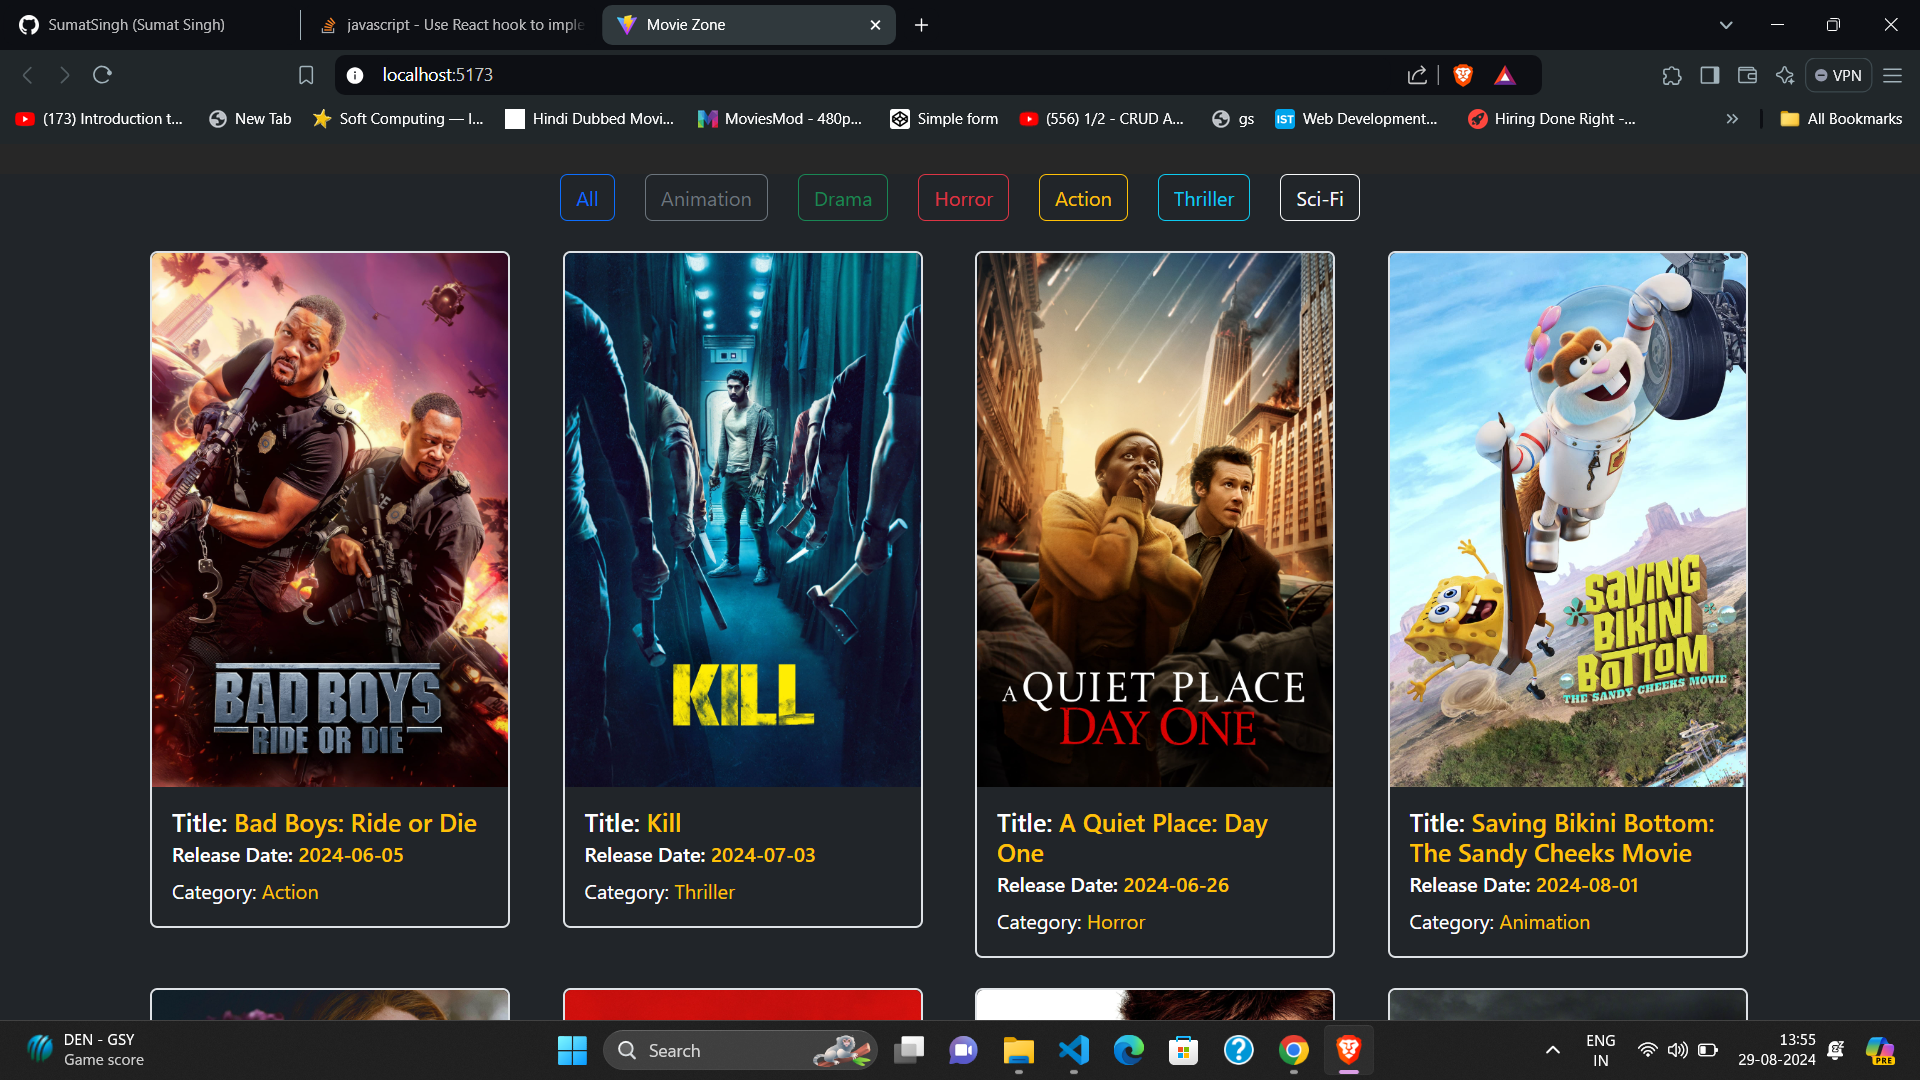 SumatSingh (Sumat Singh)
javascript - Use React hook to imple
Movie Zone
localhost:5173
VPN
(173) Introduction t...
New Tab
Soft Computing — I...
Hindi Dubbed Movi...
MoviesMod - 480p...
Simple form
(556) 1/2 - CRUD A...
gs
IST
Web Development...
Hiring Done Right -...
All Bookmarks
All
Animation
Drama
Horror
Action
Thriller
Sci-Fi
BAD BOYS
RIDE OR DIE
KILL
A QUIET PLACE
DAY ONE
SAVING
BIKINI
BOTTOM
THE SANDY CHEEKS MOVIE
Title: Bad Boys: Ride or Die
Release Date: 2024-06-05
Category: Action
Title: Kill
Release Date: 2024-07-03
Category: Thriller
Title: A Quiet Place: Day
One
Release Date: 2024-06-26
Category: Horror
Title: Saving Bikini Bottom:
The Sandy Cheeks Movie
Release Date: 2024-08-01
Category: Animation
DEN - GSY
Game score
Search
ENG
IN
13:55
29-08-2024
PRE